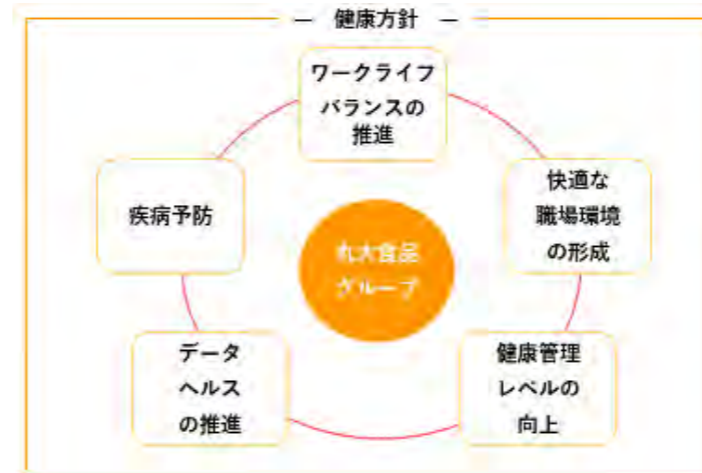 — 健康方針 —
ワークライフ
バランスの
推進
快適な
職場環境
の形成
健康管理
レベルの
向上
データ
ヘルス
の推進
疾病予防
丸大食品
グループ